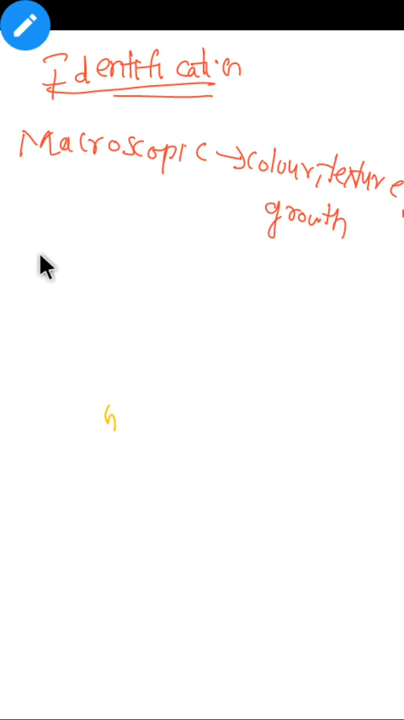 Identification
Macroscopic → colour, texture
growth